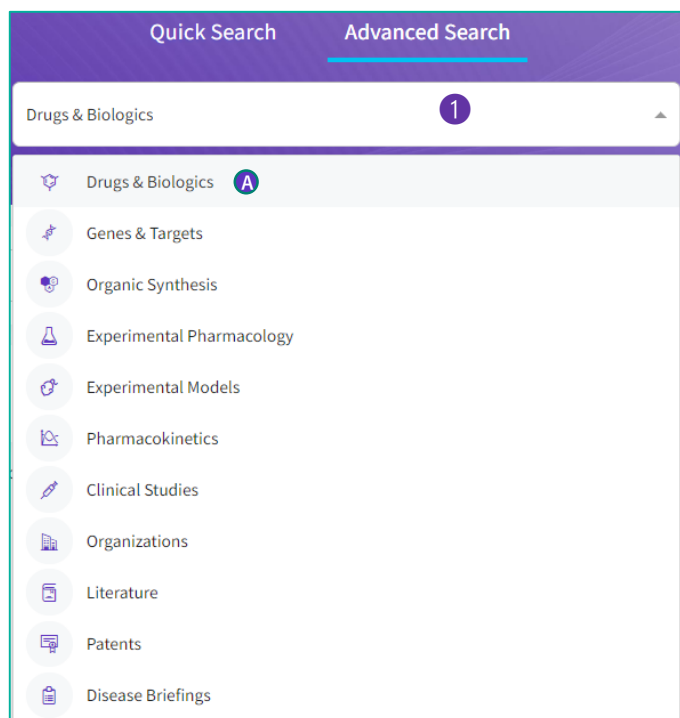 Quick Search Advanced Search
Drugs & Biologics 1
Drugs & Biologics A
Genes & Targets
Organic Synthesis
Experimental Pharmacology
Experimental Models
Pharmacokinetics
Clinical Studies
Organizations
Literature
Patents
Disease Briefings